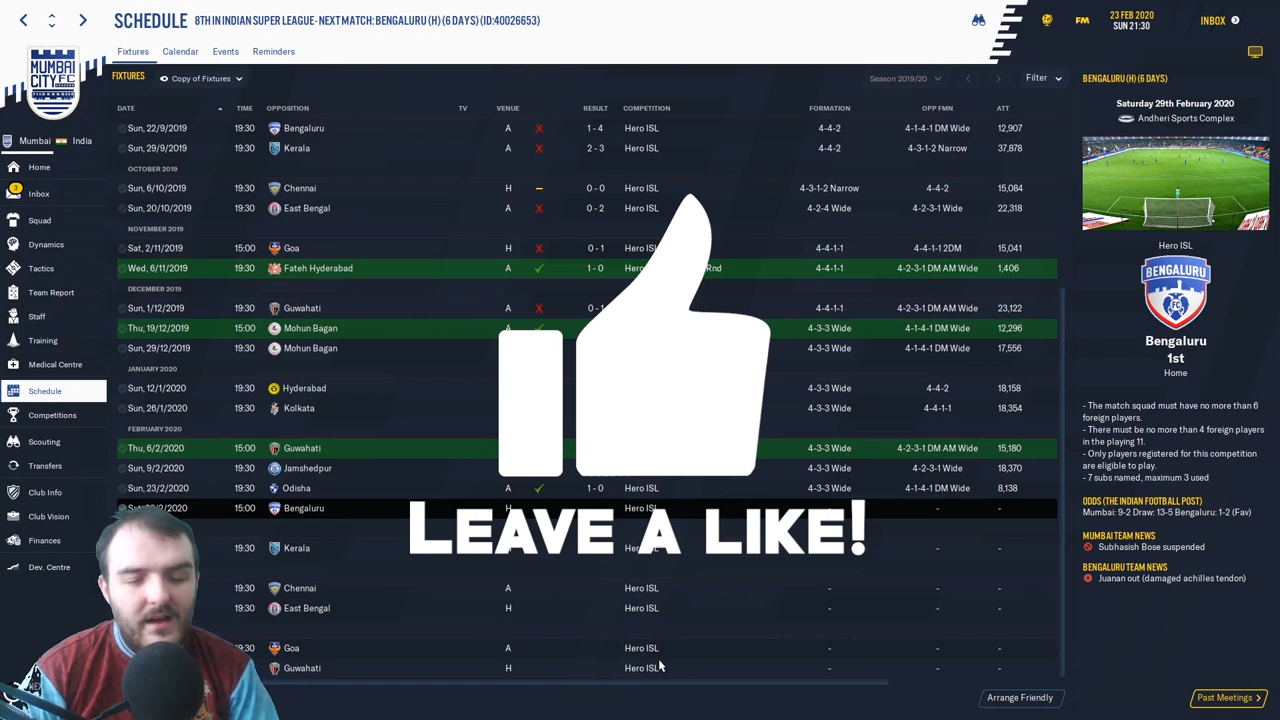 SCHEDULE 8TH IN INDIAN SUPER LEAGUE - NEXT MATCH: BENGALURU (H) (6 DAYS) (ID:40026653)
FM 23 FEB 2020 SUN 21:30 INBOX
Fixtures Calendar Events Reminders
MUMBAI CITY FC
Mumbai India
Home
3 Inbox
Squad
Dynamics
Tactics
Team Report
Staff
Training
Medical Centre
Schedule
Competitions
Scouting
Transfers
Club Info
Club Vision
Finances
Dev. Centre
FIXTURES Copy of Fixtures Season 2019/20 Filter
DATE TIME OPPOSITION TV VENUE RESULT COMPETITION FORMATION OPP FMN ATT
Sun, 22/9/2019 19:30 Bengaluru A 1 - 4 Hero ISL 4-4-2 4-1-4-1 DM Wide 12,907
Sun, 29/9/2019 19:30 Kerala A 2 - 3 Hero ISL 4-4-2 4-3-1-2 Narrow 37,878
OCTOBER 2019
Sun, 6/10/2019 19:30 Chennai H 0 - 0 Hero ISL 4-3-1-2 Narrow 4-4-2 15,084
Sun, 20/10/2019 19:30 East Bengal A 0 - 2 Hero ISL 4-2-4 Wide 4-2-3-1 Wide 22,318
NOVEMBER 2019
Sat, 2/11/2019 15:00 Goa H 0 - 1 Hero IS 4-4-1-1 4-4-1-1 2DM 15,041
Wed, 6/11/2019 19:30 Fateh Hyderabad A 1 - 0 Hero Rnd 4-4-1-1 4-2-3-1 DM AM Wide 1,406
DECEMBER 2019
Sun, 1/12/2019 19:30 Guwahati A 0 - 4-4-1-1 4-2-3-1 DM AM Wide 23,122
Thu, 19/12/2019 15:00 Mohun Bagan A 4-3-3 Wide 4-1-4-1 DM Wide 12,296
Sun, 29/12/2019 19:30 Mohun Bagan 4-3-3 Wide 4-1-4-1 DM Wide 17,556
JANUARY 2020
Sun, 12/1/2020 19:30 Hyderabad 4-3-3 Wide 4-4-2 18,158
Sun, 26/1/2020 19:30 Kolkata 4-3-3 Wide 4-4-1-1 18,354
FEBRUARY 2020
Thu, 6/2/2020 15:00 Guwahati 4-3-3 Wide 4-2-3-1 DM AM Wide 15,180
Sun, 9/2/2020 19:30 Jamshedpur 4-3-3 Wide 4-2-3-1 Wide 18,370
Sun, 23/2/2020 19:30 Odisha A 1 - 0 Hero ISL 4-3-3 Wide 4-1-4-1 DM Wide 8,138
15:00 Bengaluru H - - -
19:30 Kerala Hero ISL - - -
19:30 Chennai A Hero ISL - - -
19:30 East Bengal H Hero ISL - - -
19:30 Goa A Hero ISL - - -
19:30 Guwahati H Hero ISL - - -
LEAVE A LIKE!
Arrange Friendly
BENGALURU (H) (6 DAYS)
Saturday 29th February 2020
Andheri Sports Complex
Hero ISL
BENGALURU
Bengaluru
1st
Home
- The match squad must have no more than 6
foreign players.
- There must be no more than 4 foreign players
in the playing 11.
- Only players registered for this competition
are eligible to play.
- 7 subs named, maximum 3 used
ODDS (THE INDIAN FOOTBALL POST)
Mumbai: 9-2 Draw: 13-5 Bengaluru: 1-2 (Fav)
MUMBAI TEAM NEWS
Subhasish Bose suspended
BENGALURU TEAM NEWS
Juanan out (damaged achilles tendon)
Past Meetings